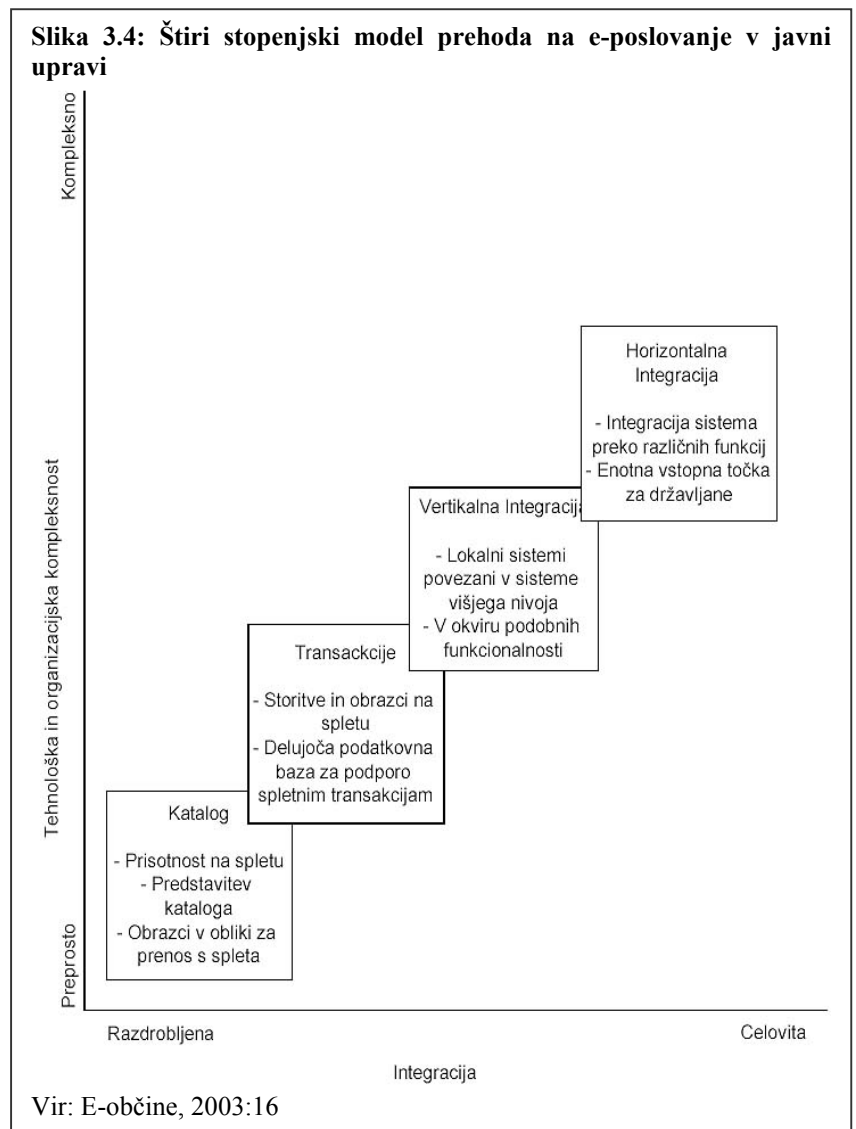 Slika 3.4: Štiri stopenjski model prehoda na e-poslovanje v javni
upravi
Kompleksno
Tehnološka in organizacijska kompleksnost
Preprosto
Horizontalna
Integracija
- Integracija sistema
preko različnih funkcij
- Enotna vstopna točka
za državljane
Vertikalna Integracija
- Lokalni sistemi
povezani v sisteme
višjega nivoja
- V okviru podobnih
funkcionalnosti
Transackcije
- Storitve in obrazci na
spletu
- Delujoča podatkovna
baza za podporo
spletnim transakcijam
Katalog
- Prisotnost na spletu
- Predstavitev
kataloga
- Obrazci v obliki za
prenos s spleta
Razdrobljena
Celovita
Integracija
Vir: E-občine, 2003:16